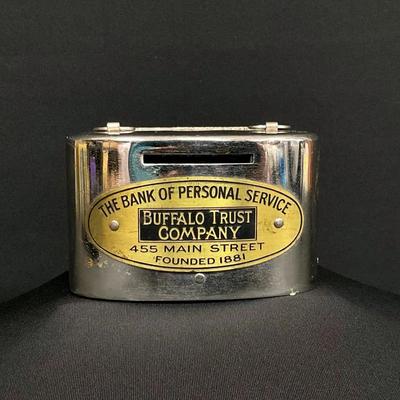 THE BANK OF PERSONAL SERVICE
BUFFALO TRUST
COMPANY
455 MAIN STREET
FOUNDED 1881